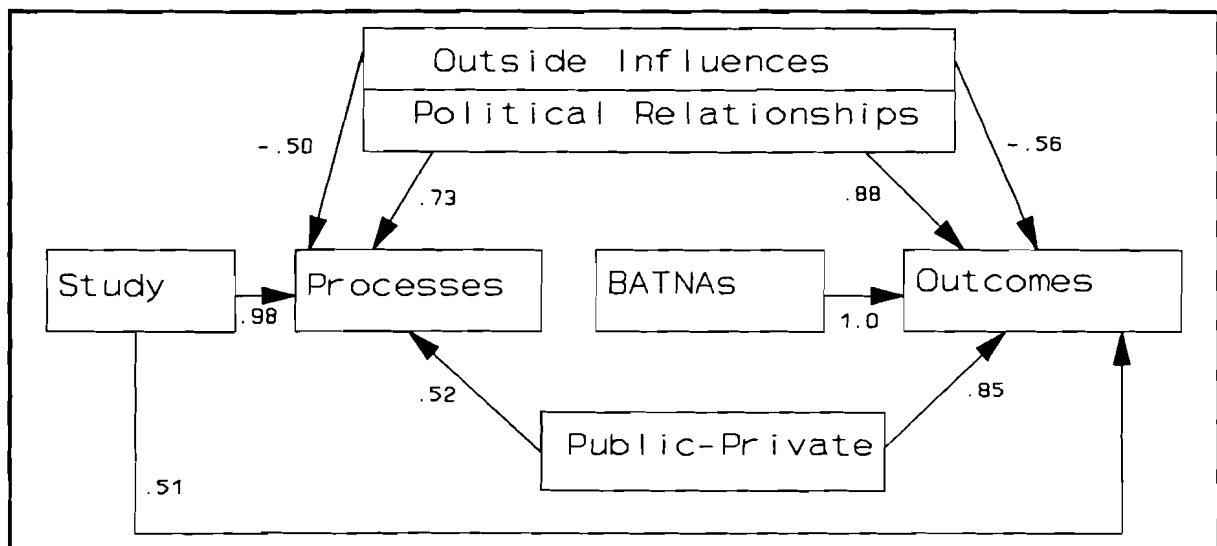 Outside Influences
Political Relationships
-.50
-.56
.73
.88
Study
Processes
BATNAs
Outcomes
.98
1.0
.52
.85
Public-Private
.51